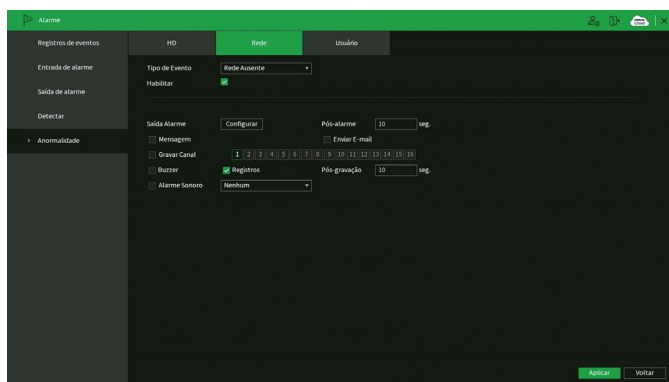 Alarme
Cloud
Registros de eventos
Entrada de alarme
Saída de alarme
Detectar
> Anormalidade
HD Rede Usuário
Tipo de Evento Rede Ausente
Habilitar
Saída Alarme Configurar Pós-alarme 10 seg.
Mensagem Enviar E-mail
Gravar Canal 1 2 3 4 5 6 7 8 9 10 11 12 13 14 15 16
Buzzer Registros Pós-gravação 10 seg.
Alarme Sonoro Nenhum
Aplicar Voltar